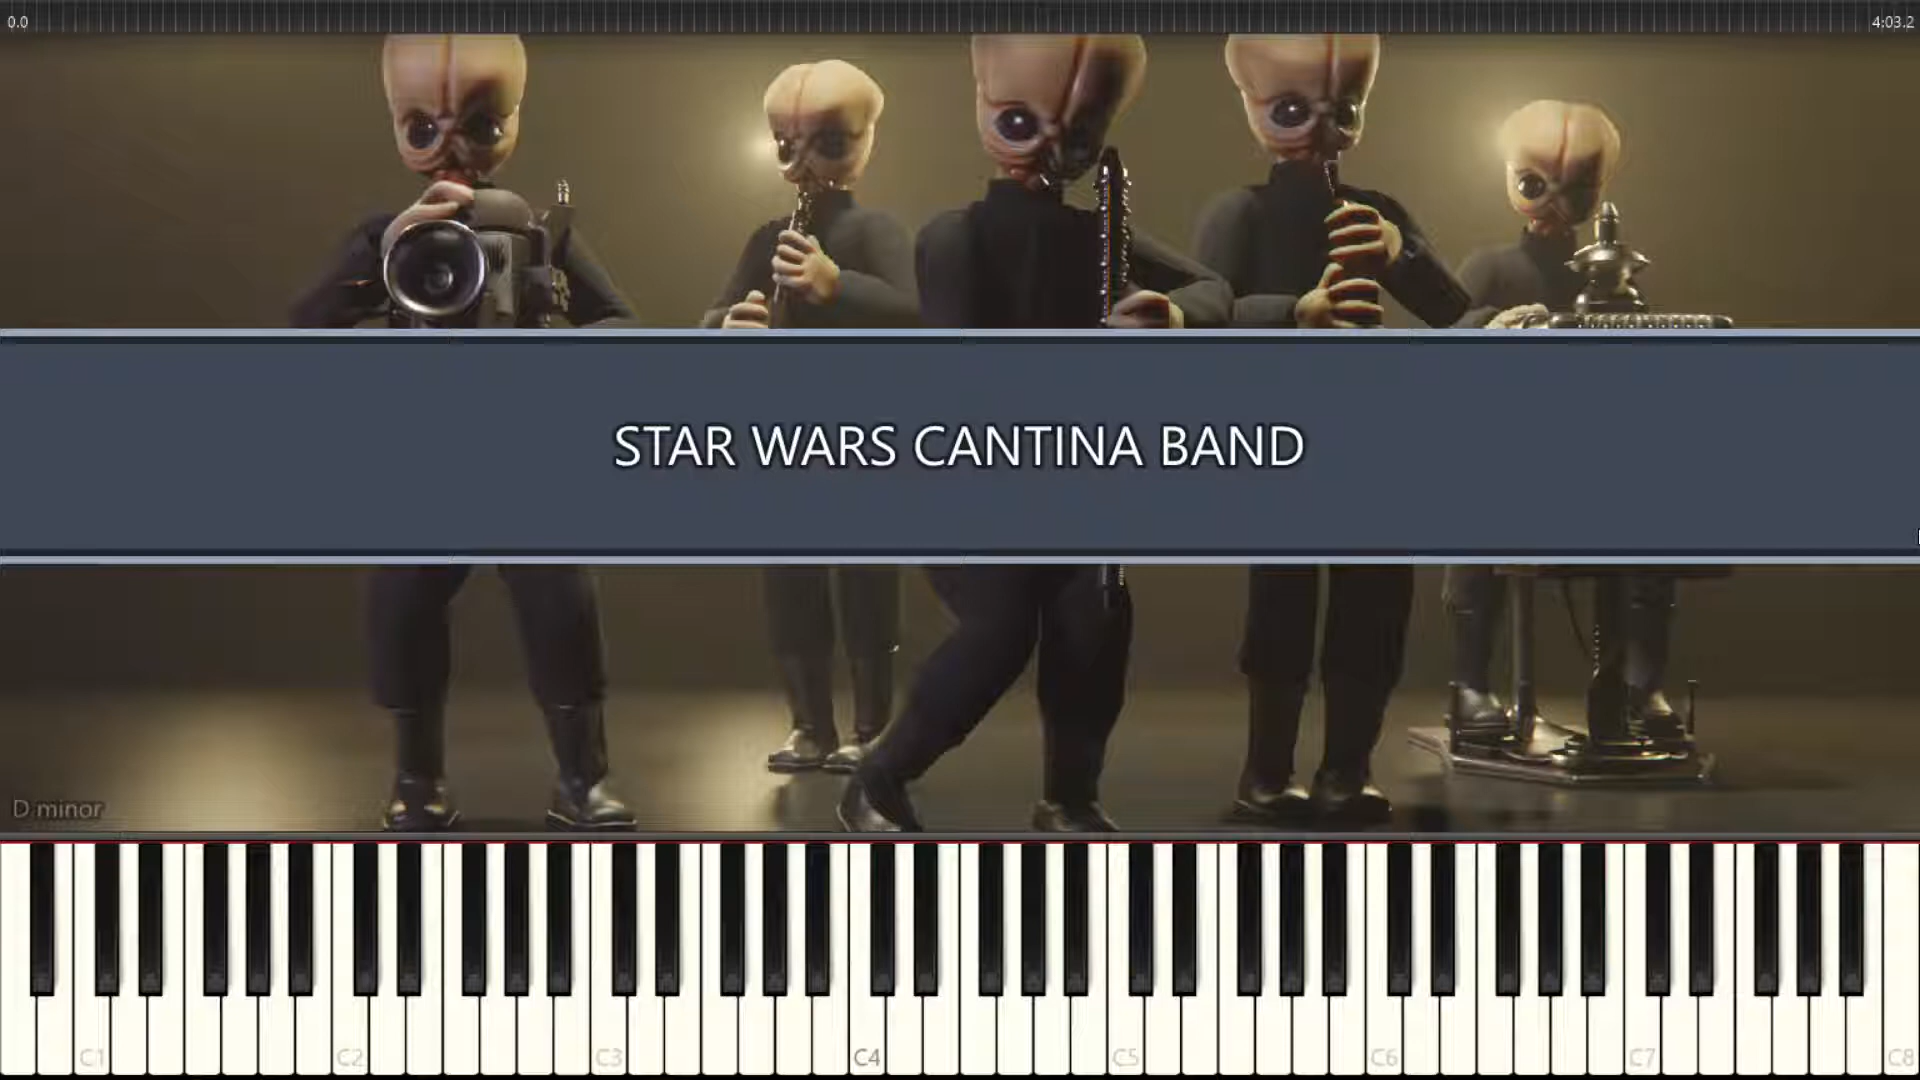 0.0
4:03.2
STAR WARS CANTINA BAND
D minor
C1 C2 C3 C4 C5 C6 C7 C8